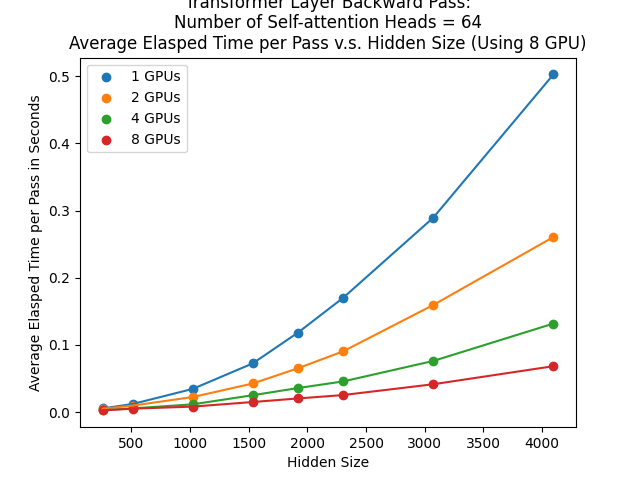 Transformer Layer Backward Pass:
Number of Self-attention Heads = 64
Average Elasped Time per Pass v.s. Hidden Size (Using 8 GPU)
1 GPUs
2 GPUs
4 GPUs
8 GPUs
Average Elasped Time per Pass in Seconds
0.5
0.4
0.3
0.2
0.1
0.0
500 1000 1500 2000 2500 3000 3500 4000
Hidden Size